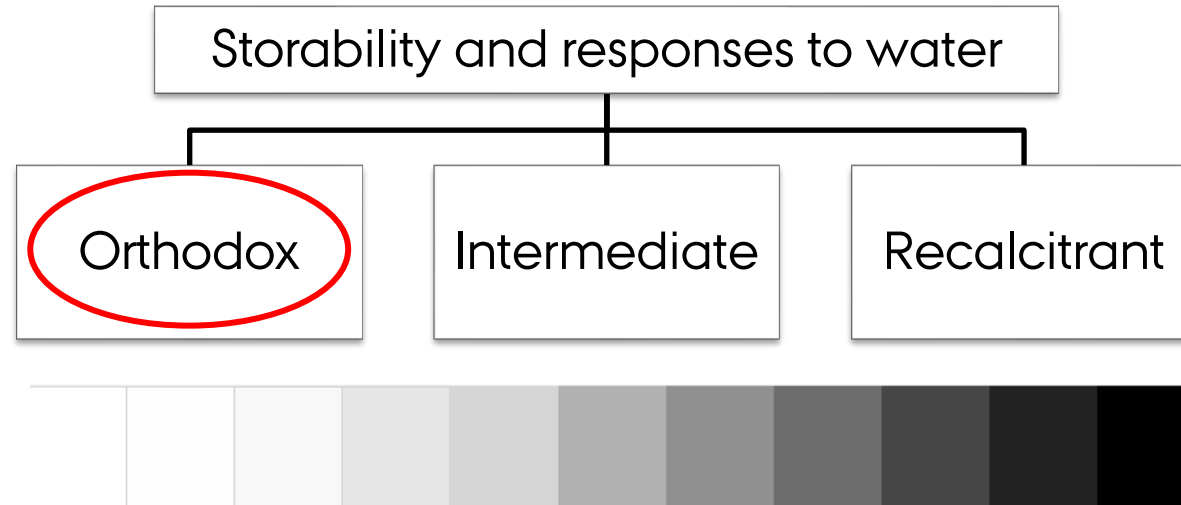 Storability and responses to water
Orthodox
Intermediate
Recalcitrant